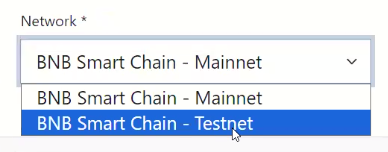 Network *
BNB Smart Chain - Mainnet
BNB Smart Chain - Mainnet
BNB Smart Chain - Testnet